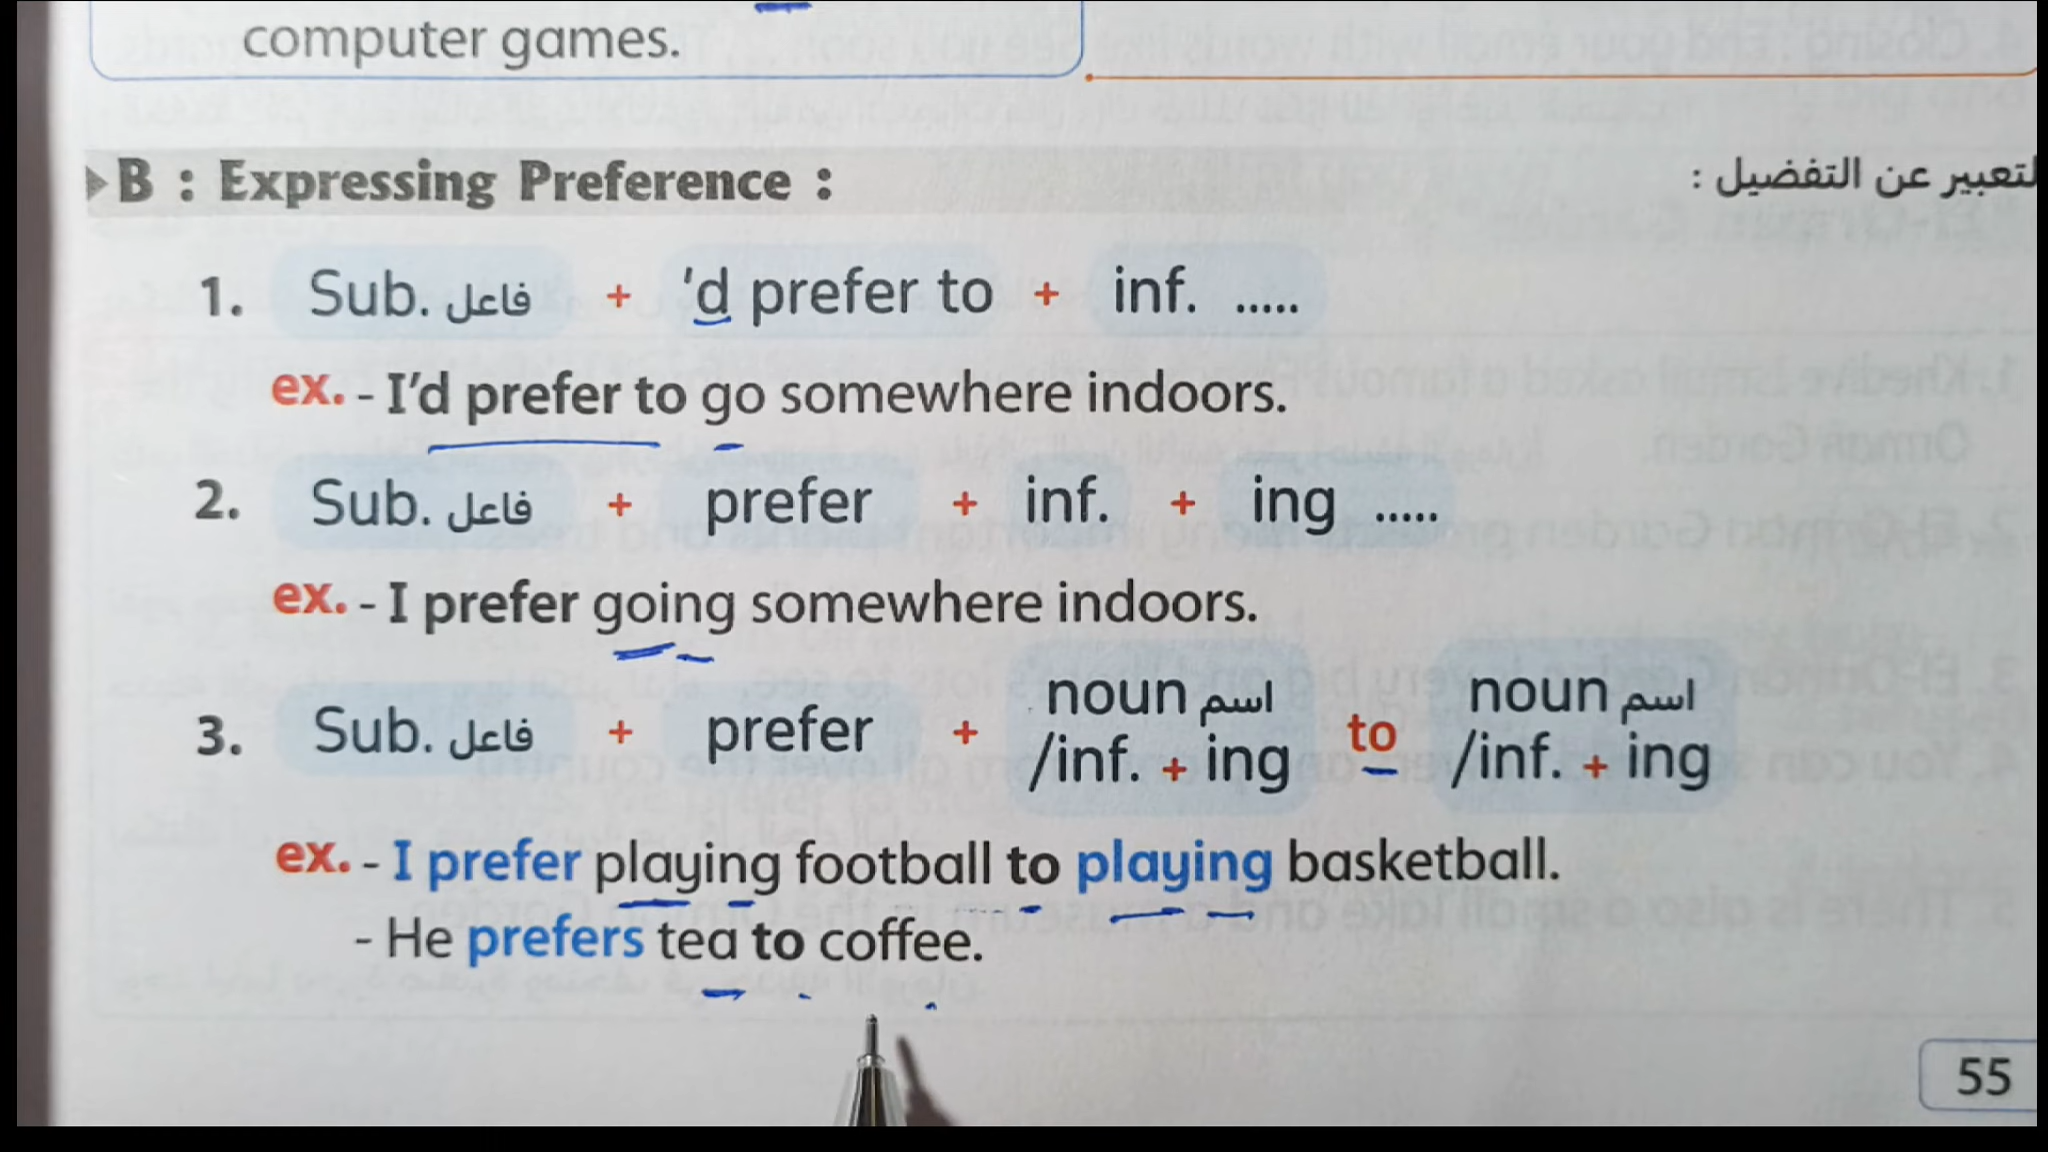 computer games.
B : Expressing Preference :
لتعبير عن التفضيل :
1. Sub. فاعل + 'd prefer to + inf. .....
ex. - I'd prefer to go somewhere indoors.
2. Sub. فاعل + prefer + inf. + ing .....
ex. - I prefer going somewhere indoors.
3. Sub. فاعل + prefer + noun اسم /inf. + ing to noun اسم /inf. + ing
ex. - I prefer playing football to playing basketball.
- He prefers tea to coffee.
55